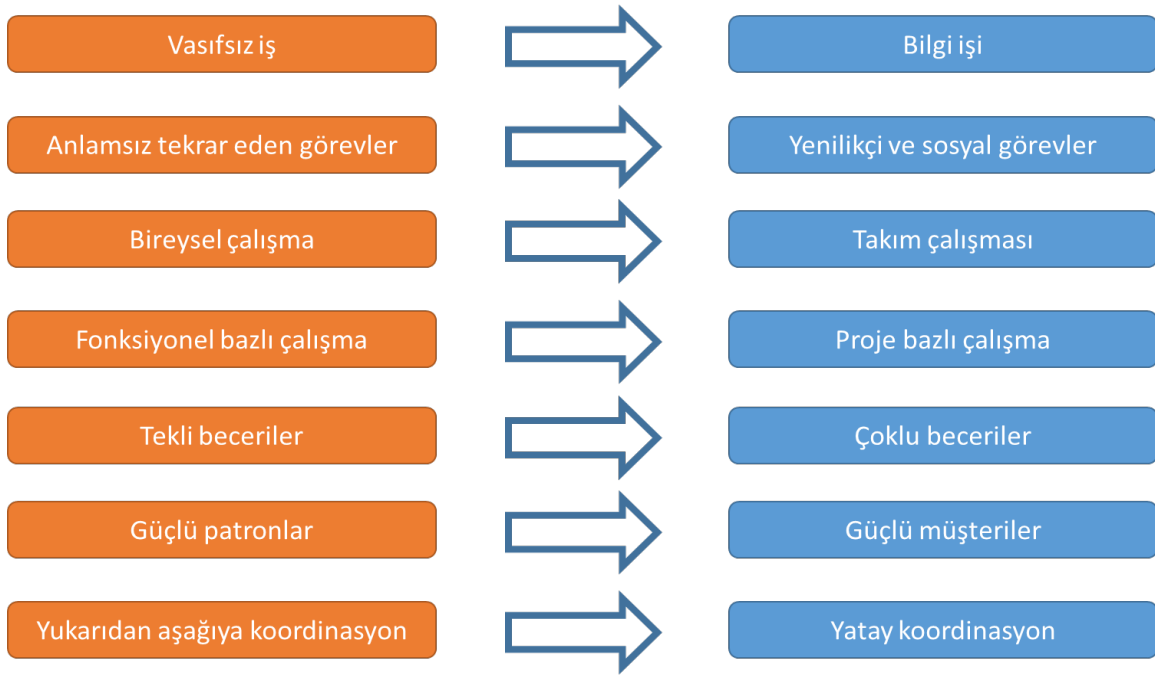 Vasıfsız iş
Bilgi işi
Anlamsız tekrar eden görevler
Yenilikçi ve sosyal görevler
Bireysel çalışma
Takım çalışması
Fonksiyonel bazlı çalışma
Proje bazlı çalışma
Tekli beceriler
Çoklu beceriler
Güçlü patronlar
Güçlü müşteriler
Yukarıdan aşağıya koordinasyon
Yatay koordinasyon